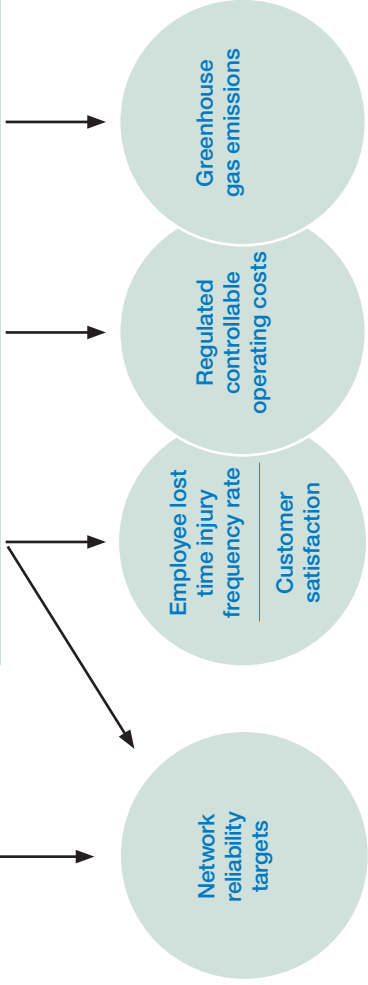 Network
reliability
targets
Employee lost
time injury
frequency rate
Customer
satisfaction
Regulated
controllable
operating costs
Greenhouse
gas emissions